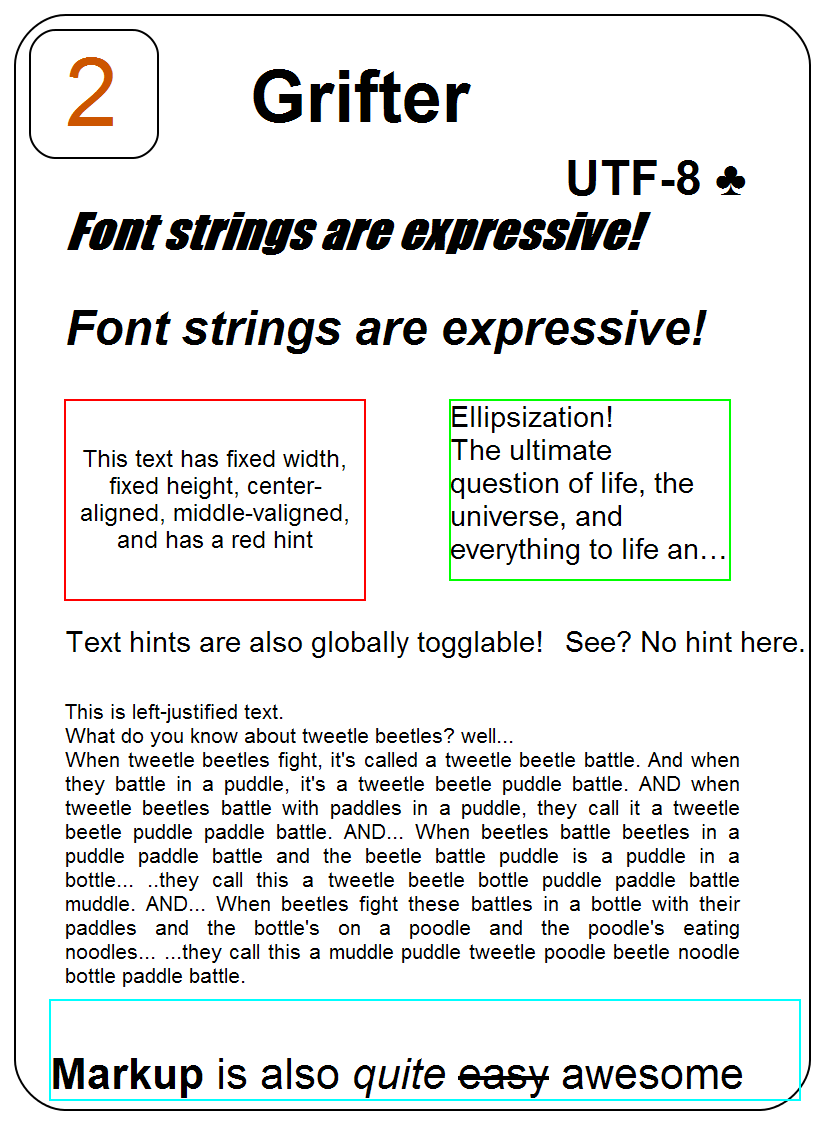 2
Grifter
UTF-8 ♣
Font strings are expressive!
Font strings are expressive!
This text has fixed width,
fixed height, center-
aligned, middle-valigned,
and has a red hint
Ellipsization!
The ultimate
question of life, the
universe, and
everything to life an…
Text hints are also globally togglable!
See? No hint here.
This is left-justified text.
What do you know about tweetle beetles? well...
When tweetle beetles fight, it's called a tweetle beetle battle. And when
they battle in a puddle, it's a tweetle beetle puddle battle. AND when
tweetle beetles battle with paddles in a puddle, they call it a tweetle
beetle puddle paddle battle. AND... When beetles battle beetles in a
puddle paddle battle and the beetle battle puddle is a puddle in a
bottle... ..they call this a tweetle beetle bottle puddle paddle battle
muddle. AND... When beetles fight these battles in a bottle with their
paddles and the bottle's on a poodle and the poodle's eating
noodles... ...they call this a muddle puddle tweetle poodle beetle noodle
bottle paddle battle.
Markup is also quite easy awesome